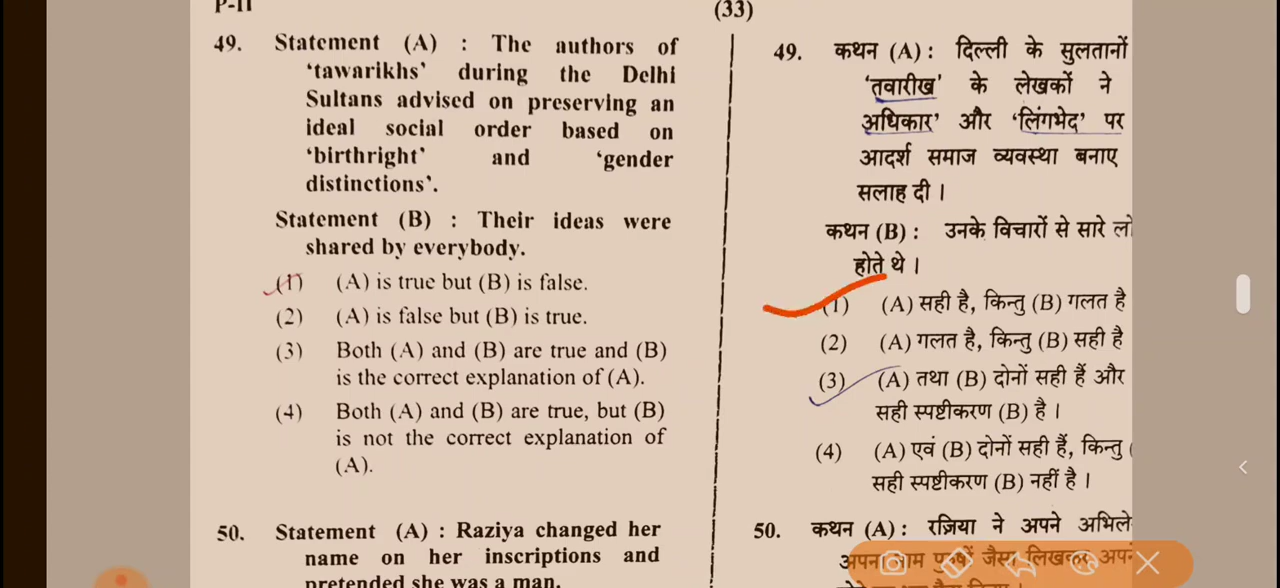 P-II
(33)
49. Statement (A) : The authors of
'tawarikhs' during the Delhi
Sultans advised on preserving an
ideal social order based on
'birthright' and 'gender
distinctions'.
Statement (B) : Their ideas were
shared by everybody.
(1) (A) is true but (B) is false.
(2) (A) is false but (B) is true.
(3) Both (A) and (B) are true and (B)
is the correct explanation of (A).
(4) Both (A) and (B) are true, but (B)
is not the correct explanation of
(A).
50. Statement (A) : Raziya changed her
name on her inscriptions and
pretended she was a man.
49. कथन (A) : दिल्ली के सुलतानों
'तवारीख' के लेखकों ने
अधिकार' और 'लिंगभेद' पर
आदर्श समाज व्यवस्था बनाए
सलाह दी ।
कथन (B) : उनके विचारों से सारे लो
होते थे ।
(1) (A) सही है, किन्तु (B) गलत है
(2) (A) गलत है, किन्तु (B) सही है
(3) (A) तथा (B) दोनों सही हैं और
सही स्पष्टीकरण (B) है ।
(4) (A) एवं (B) दोनों सही हैं, किन्तु (
सही स्पष्टीकरण (B) नहीं है ।
50. कथन (A) : रज़िया ने अपने अभिले
अपना नाम पुरुषों जैसा लिखकर अपन